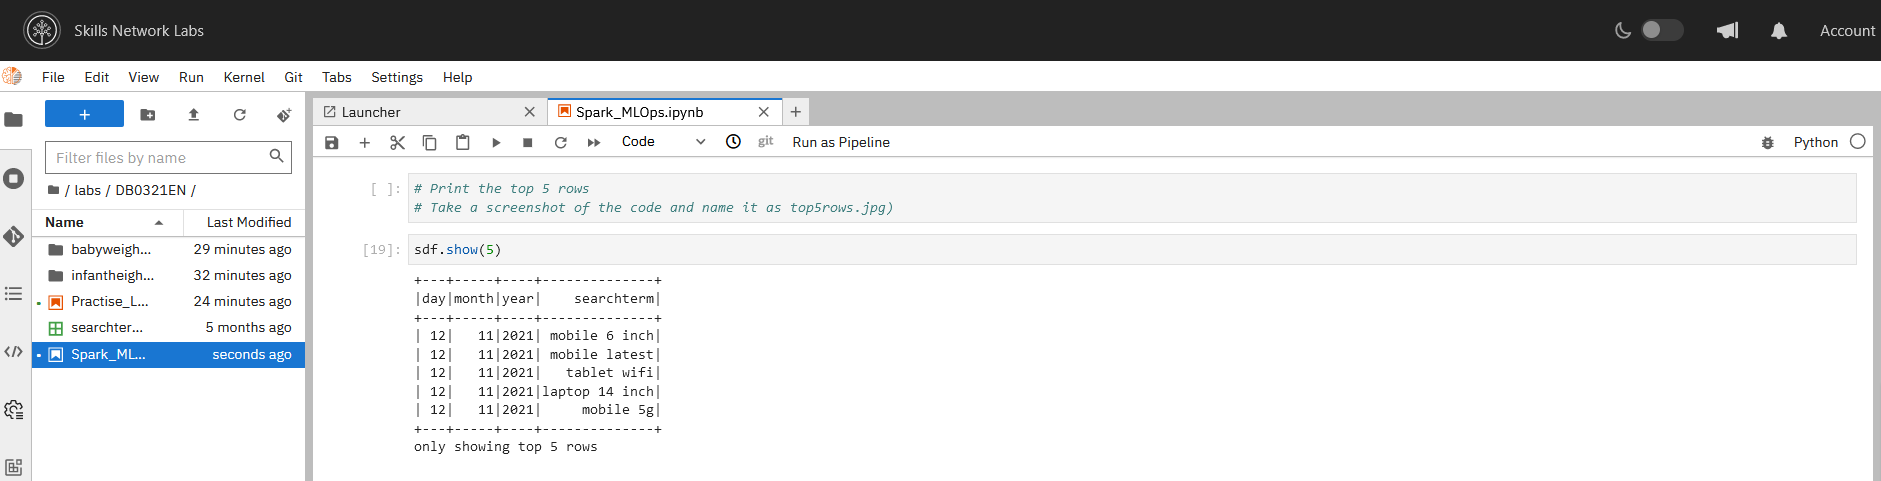 Skills Network Labs
Account
File Edit View Run Kernel Git Tabs Settings Help
+
Filter files by name
/ labs / DB0321EN /
Name Last Modified
babyweigh... 29 minutes ago
infantheigh... 32 minutes ago
Practise_L... 24 minutes ago
searchter... 5 months ago
Spark_ML... seconds ago
Launcher
Spark_MLOps.ipynb
Code
git
Run as Pipeline
Python
[ ]:
# Print the top 5 rows
# Take a screenshot of the code and name it as top5rows.jpg)
[19]:
sdf.show(5)
+---+-----+----+--------------+
|day|month|year|    searchterm|
+---+-----+----+--------------+
| 12|   11|2021| mobile 6 inch|
| 12|   11|2021| mobile latest|
| 12|   11|2021|   tablet wifi|
| 12|   11|2021|laptop 14 inch|
| 12|   11|2021|     mobile 5g|
+---+-----+----+--------------+
only showing top 5 rows